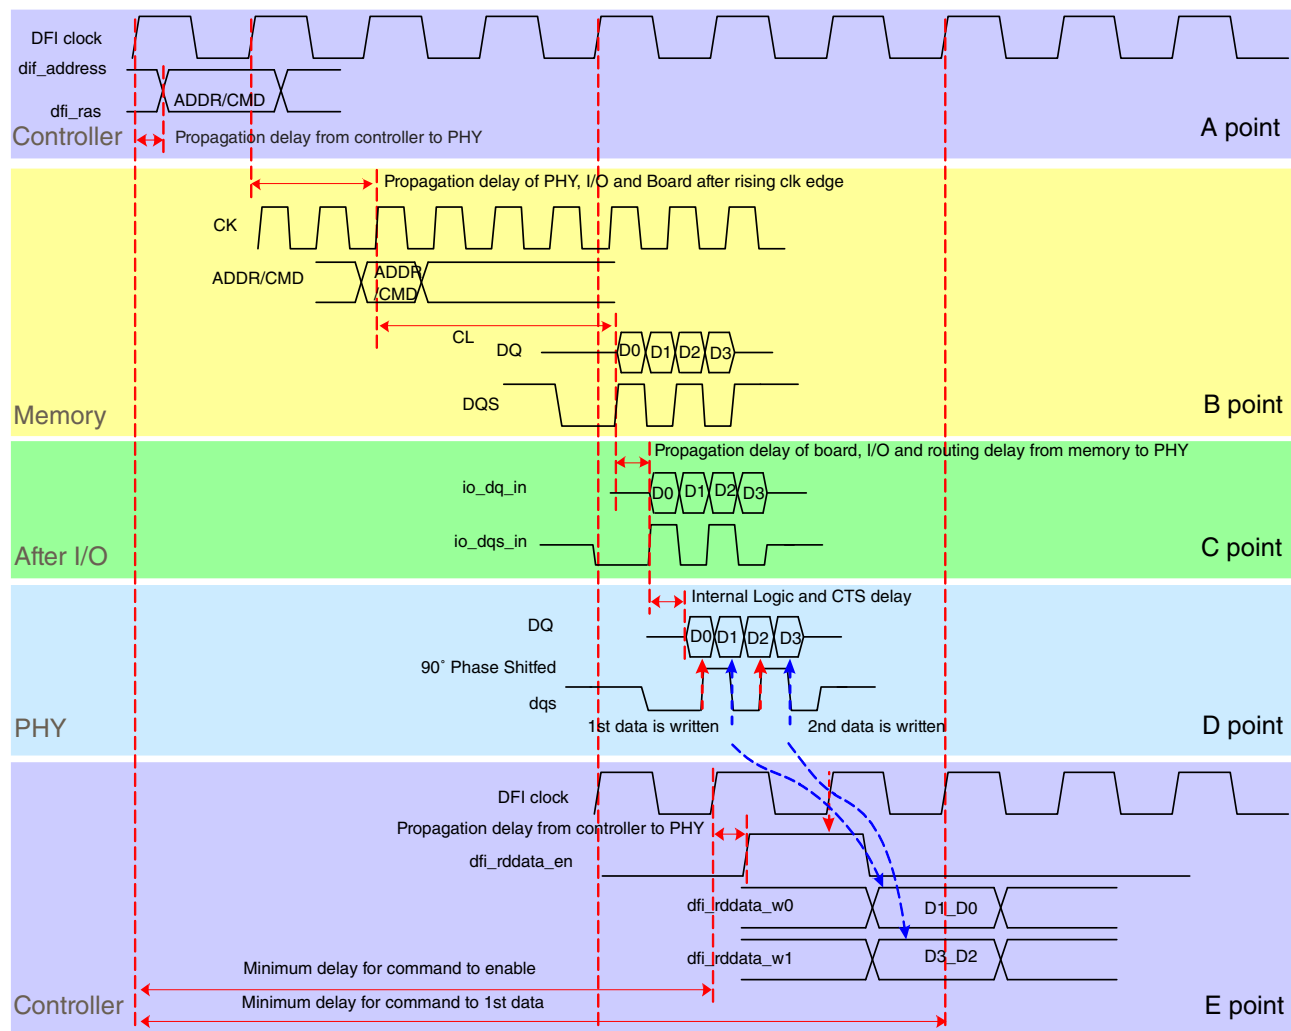 DFI clock
dif_address
ADDR/CMD
dfi_ras
Controller
Propagation delay from controller to PHY
A point
Propagation delay of PHY, I/O and Board after rising clk edge
CK
ADDR/CMD
ADDR
/CMD
CL
DQ
D0 D1 D2 D3
DQS
Memory
B point
Propagation delay of board, I/O and routing delay from memory to PHY
io_dq_in
D0 D1 D2 D3
io_dqs_in
After I/O
C point
Internal Logic and CTS delay
DQ
D0 D1 D2 D3
90˚ Phase Shitfed
dqs
1st data is written
2nd data is written
PHY
D point
DFI clock
Propagation delay from controller to PHY
dfi_rddata_en
dfi_rddata_w0
D1_D0
dfi_rddata_w1
D3_D2
Minimum delay for command to enable
Minimum delay for command to 1st data
Controller
E point